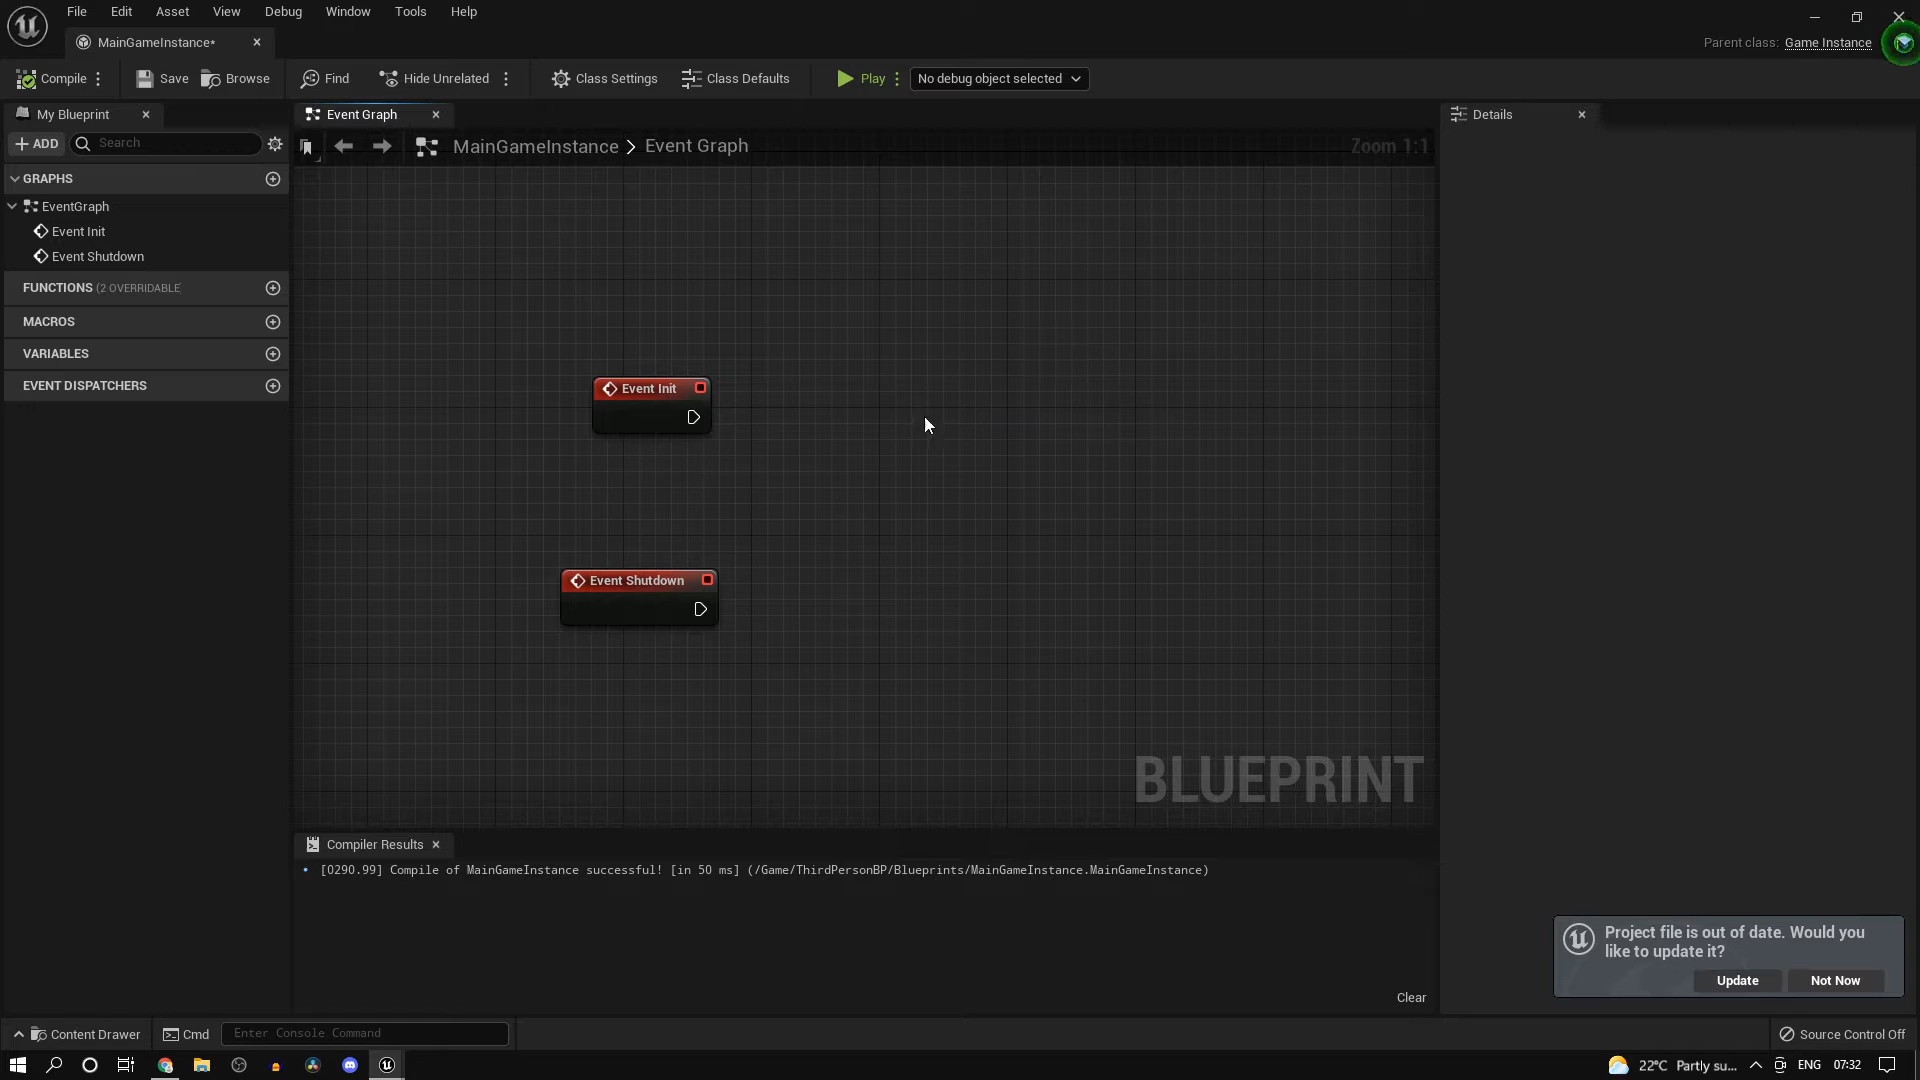 File Edit Asset View Debug Window Tools Help
MainGameInstance*
Parent class: Game Instance
Compile Save Browse Find Hide Unrelated Class Settings Class Defaults Play No debug object selected
My Blueprint
Event Graph
Details
ADD Search
MainGameInstance > Event Graph
Zoom 1:1
GRAPHS
EventGraph
Event Init
Event Shutdown
FUNCTIONS (2 OVERRIDABLE)
MACROS
VARIABLES
EVENT DISPATCHERS
Event Init
Event Shutdown
BLUEPRINT
Compiler Results
• [0290.99] Compile of MainGameInstance successful! [in 50 ms] (/Game/ThirdPersonBP/Blueprints/MainGameInstance.MainGameInstance)
Project file is out of date. Would you
like to update it?
Update Not Now
Clear
Content Drawer Cmd Enter Console Command
Source Control Off
22°C Partly su... ENG 07:32